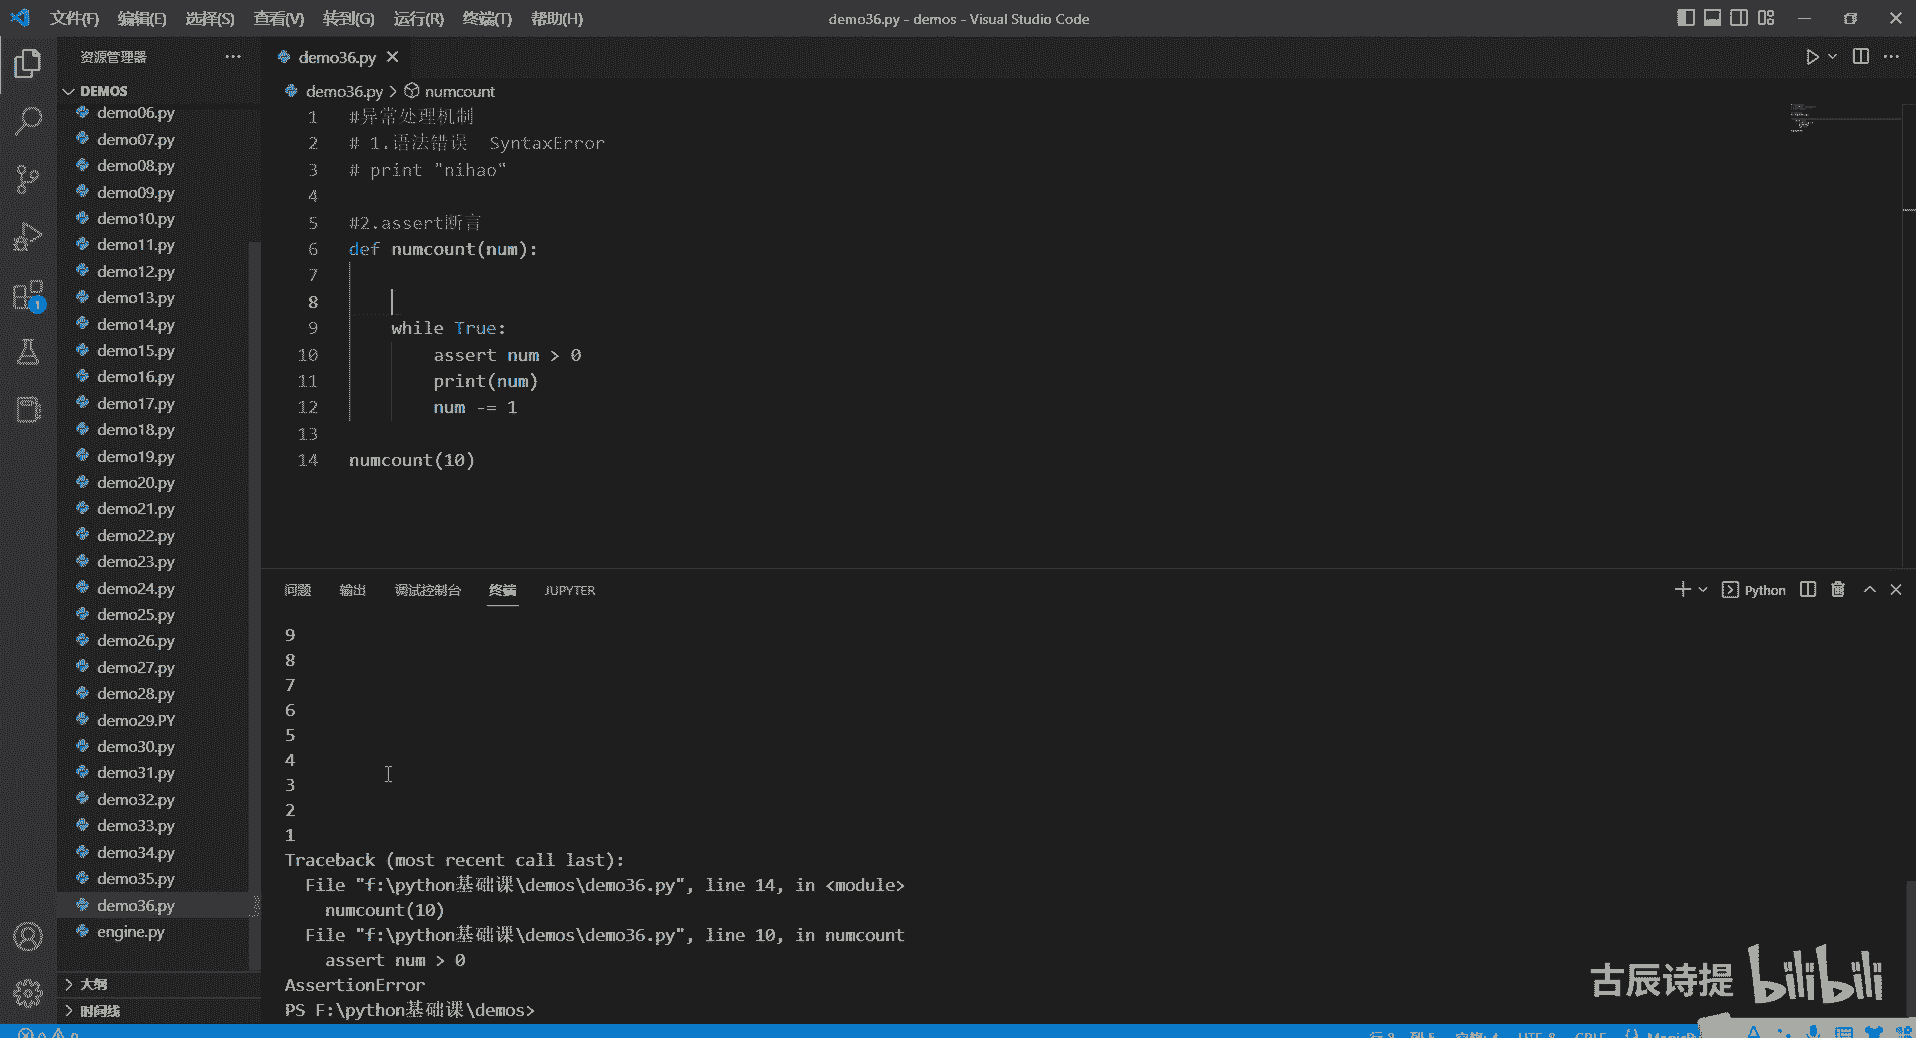 文件(F) 编辑(E) 选择(S) 查看(V) 转到(G) 运行(R) 终端(T) 帮助(H)
demo36.py - demos - Visual Studio Code
资源管理器
DEMOS
demo06.py
demo07.py
demo08.py
demo09.py
demo10.py
demo11.py
demo12.py
demo13.py
demo14.py
demo15.py
demo16.py
demo17.py
demo18.py
demo19.py
demo20.py
demo21.py
demo22.py
demo23.py
demo24.py
demo25.py
demo26.py
demo27.py
demo28.py
demo29.PY
demo30.py
demo31.py
demo32.py
demo33.py
demo34.py
demo35.py
demo36.py
engine.py
大纲
时间线
1
demo36.py
demo36.py > numcount
1 #异常处理机制
2 # 1.语法错误 SyntaxError
3 # print "nihao"
4
5 #2.assert断言
6 def numcount(num):
7
8
9 while True:
10 assert num > 0
11 print(num)
12 num -= 1
13
14 numcount(10)
问题 输出 调试控制台 终端 JUPYTER
Python
9
8
7
6
5
4
3
2
1
Traceback (most recent call last):
File "f:\python基础课\demos\demo36.py", line 14, in <module>
numcount(10)
File "f:\python基础课\demos\demo36.py", line 10, in numcount
assert num > 0
AssertionError
PS F:\python基础课\demos>
古辰诗提 bilibili